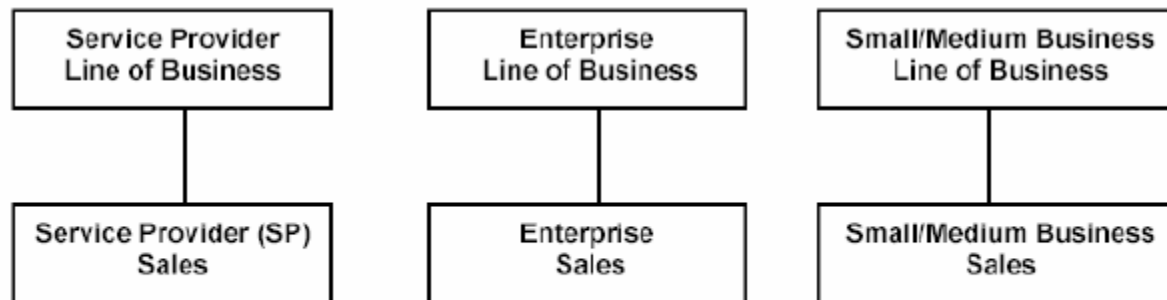 Service Provider
Line of Business
Enterprise
Line of Business
Small/Medium Business
Line of Business
Service Provider (SP)
Sales
Enterprise
Sales
Small/Medium Business
Sales